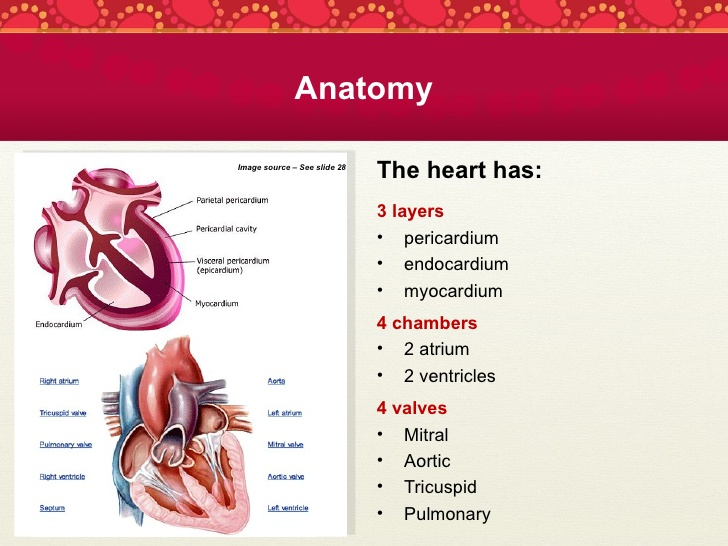 Anatomy
Image source – See slide 28
Parietal pericardium
Pericardial cavity
Visceral pericardium
(epicardium)
Myocardium
Endocardium
Right atrium
Tricuspid valve
Pulmonary valve
Right ventricle
Septum
Aorta
Left atrium
Mitral valve
Aortic valve
Left ventricle
The heart has:
3 layers
• pericardium
• endocardium
• myocardium
4 chambers
• 2 atrium
• 2 ventricles
4 valves
• Mitral
• Aortic
• Tricuspid
• Pulmonary